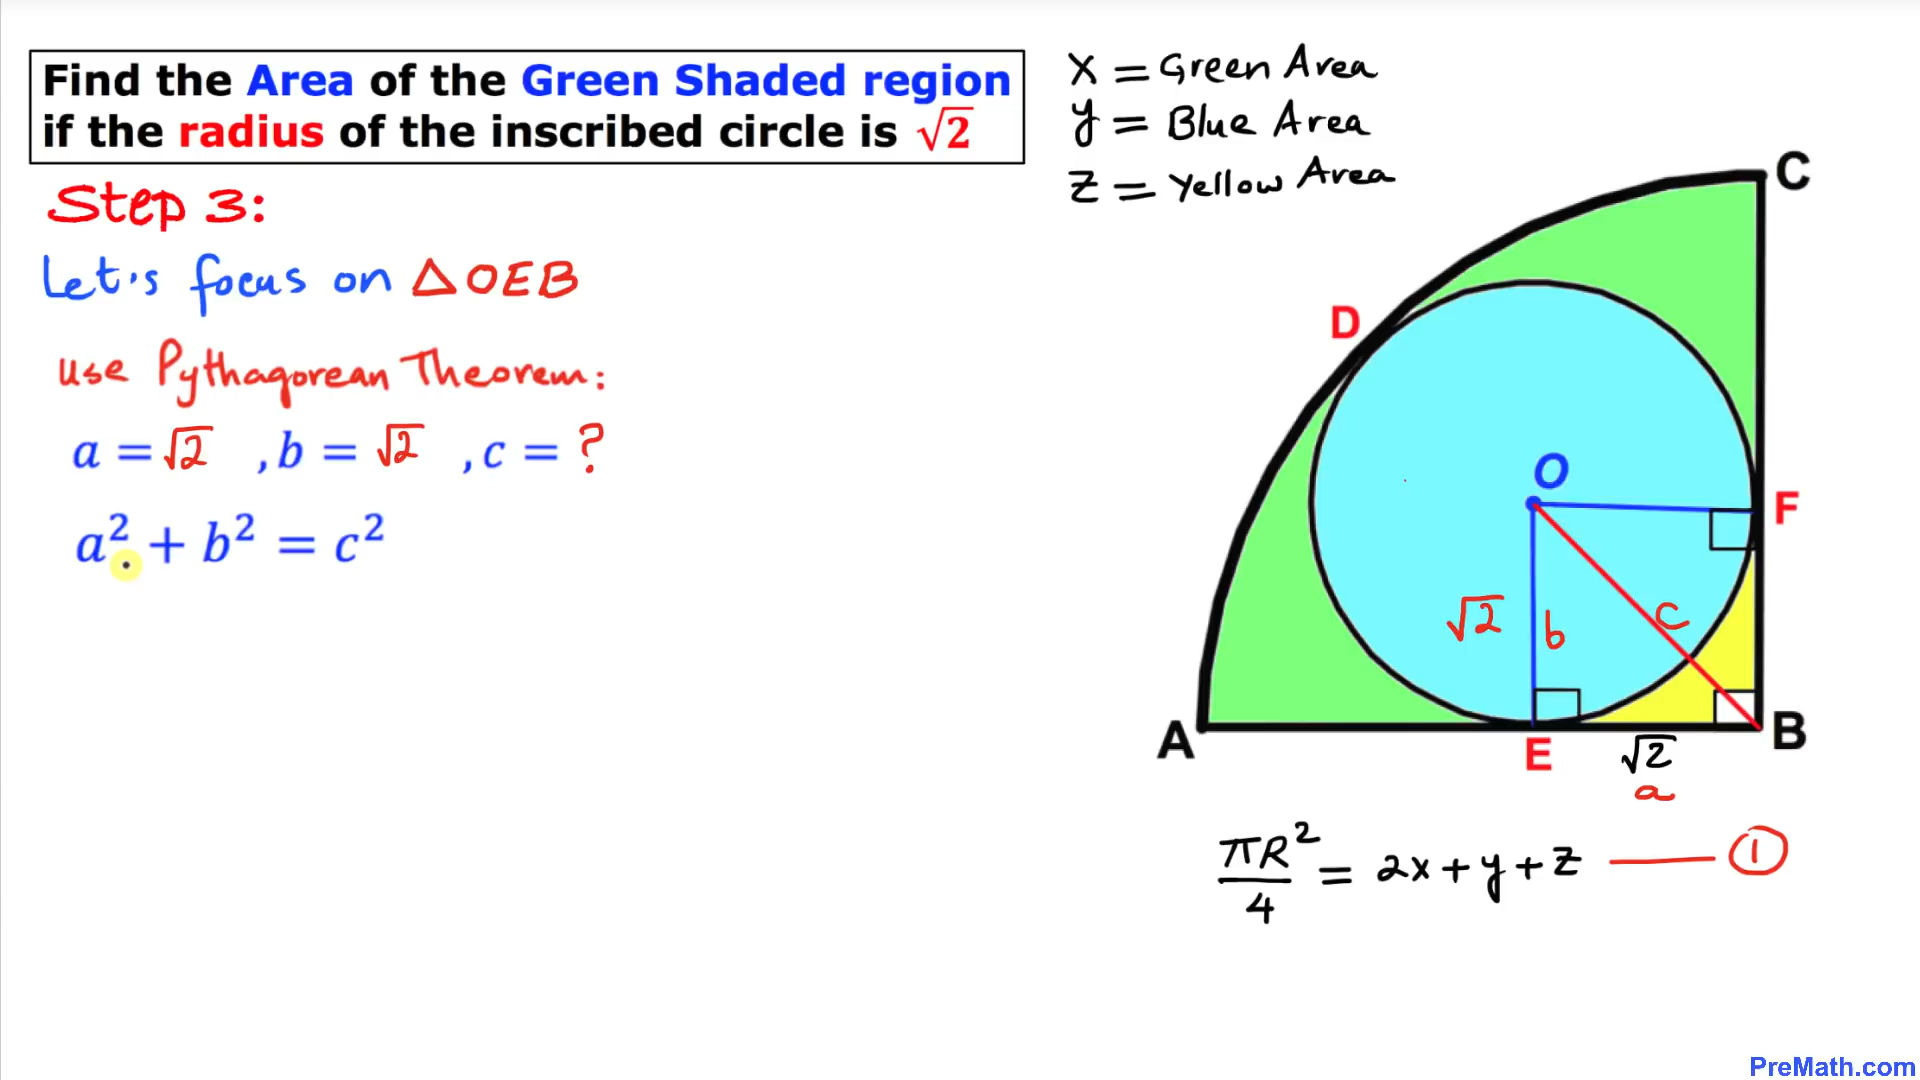 Find the Area of the Green Shaded region
if the radius of the inscribed circle is √2
Step 3:
Let's focus on △OEB
use Pythagorean Theorem:
a = √2 , b = √2 , c = ?
a² + b² = c²
x = Green Area
y = Blue Area
z = Yellow Area
C
D
O
F
√2 b
c
A
E
B
√2
a
πR²/4 = 2x + y + z —— ①
PreMath.com